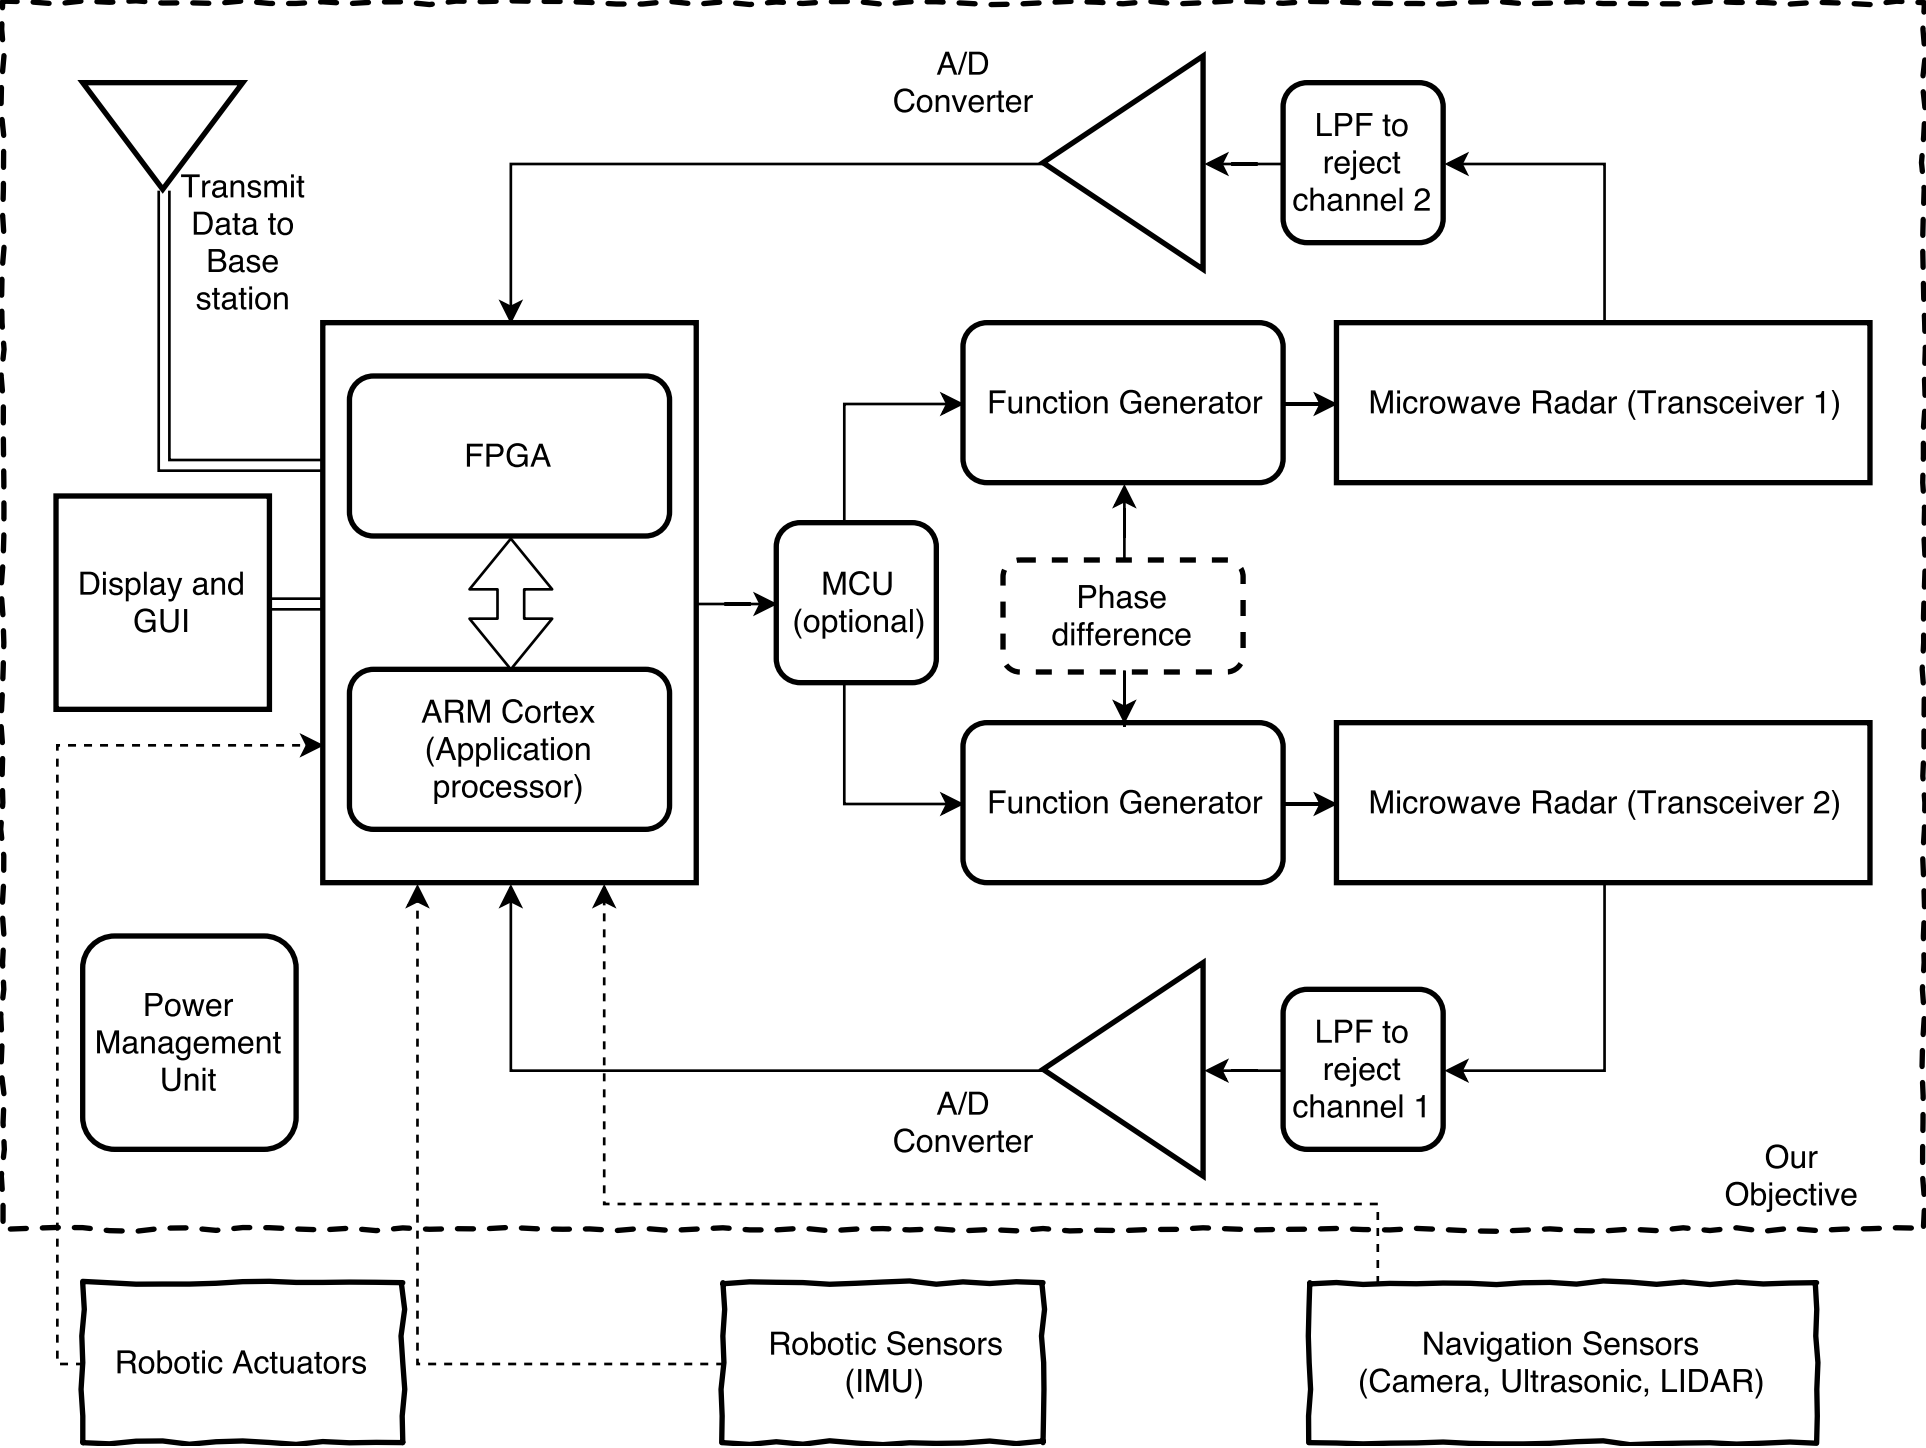 A/D
Converter
LPF to
reject
channel 2
Transmit
Data to
Base
station
FPGA
Function Generator
Microwave Radar (Transceiver 1)
Display and
GUI
MCU
(optional)
Phase
difference
ARM Cortex
(Application
processor)
Function Generator
Microwave Radar (Transceiver 2)
Power
Management
Unit
A/D
Converter
LPF to
reject
channel 1
Our
Objective
Robotic Actuators
Robotic Sensors
(IMU)
Navigation Sensors
(Camera, Ultrasonic, LIDAR)